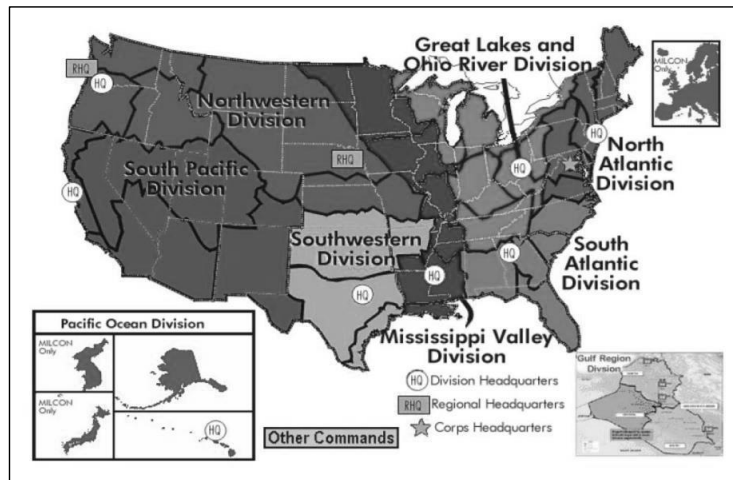 Great Lakes and
Ohio River Division
MILCON
Only
RHQ
HQ
Northwestern
Division
HQ
North
Atlantic
Division
RHQ
HQ
South Pacific
Division
HQ
Southwestern
Division
HQ
South
Atlantic
Division
HQ
HQ
Mississippi Valley
Division
Pacific Ocean Division
MILCON
Only
MILCON
Only
HQ
HQ Division Headquarters
RHQ Regional Headquarters
Corps Headquarters
Other Commands
Gulf Region
Division